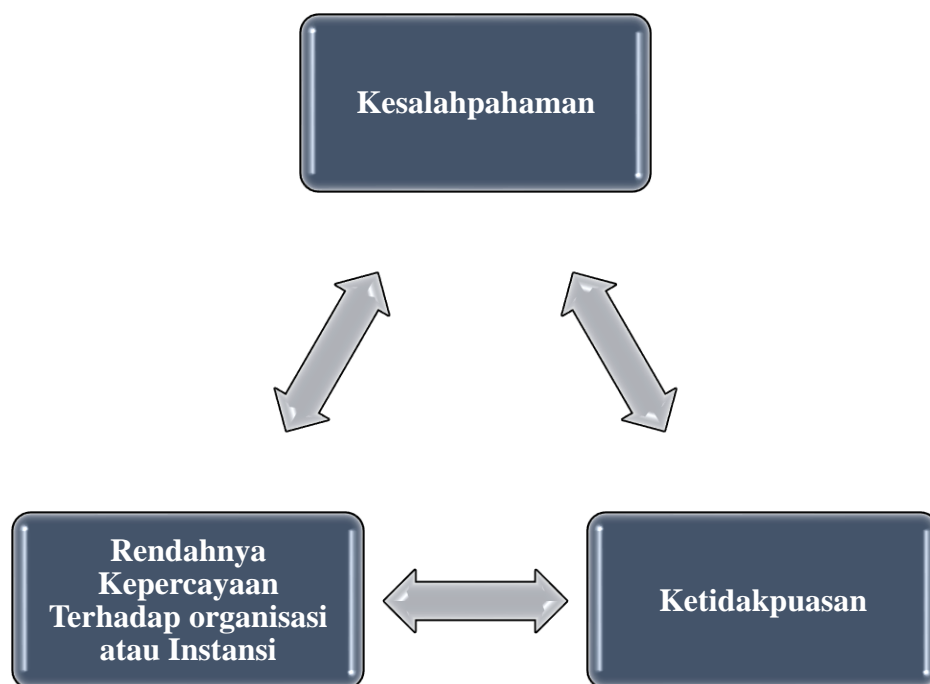 Kesalahpahaman
Rendahnya
Kepercayaan
Terhadap organisasi
atau Instansi
Ketidakpuasan